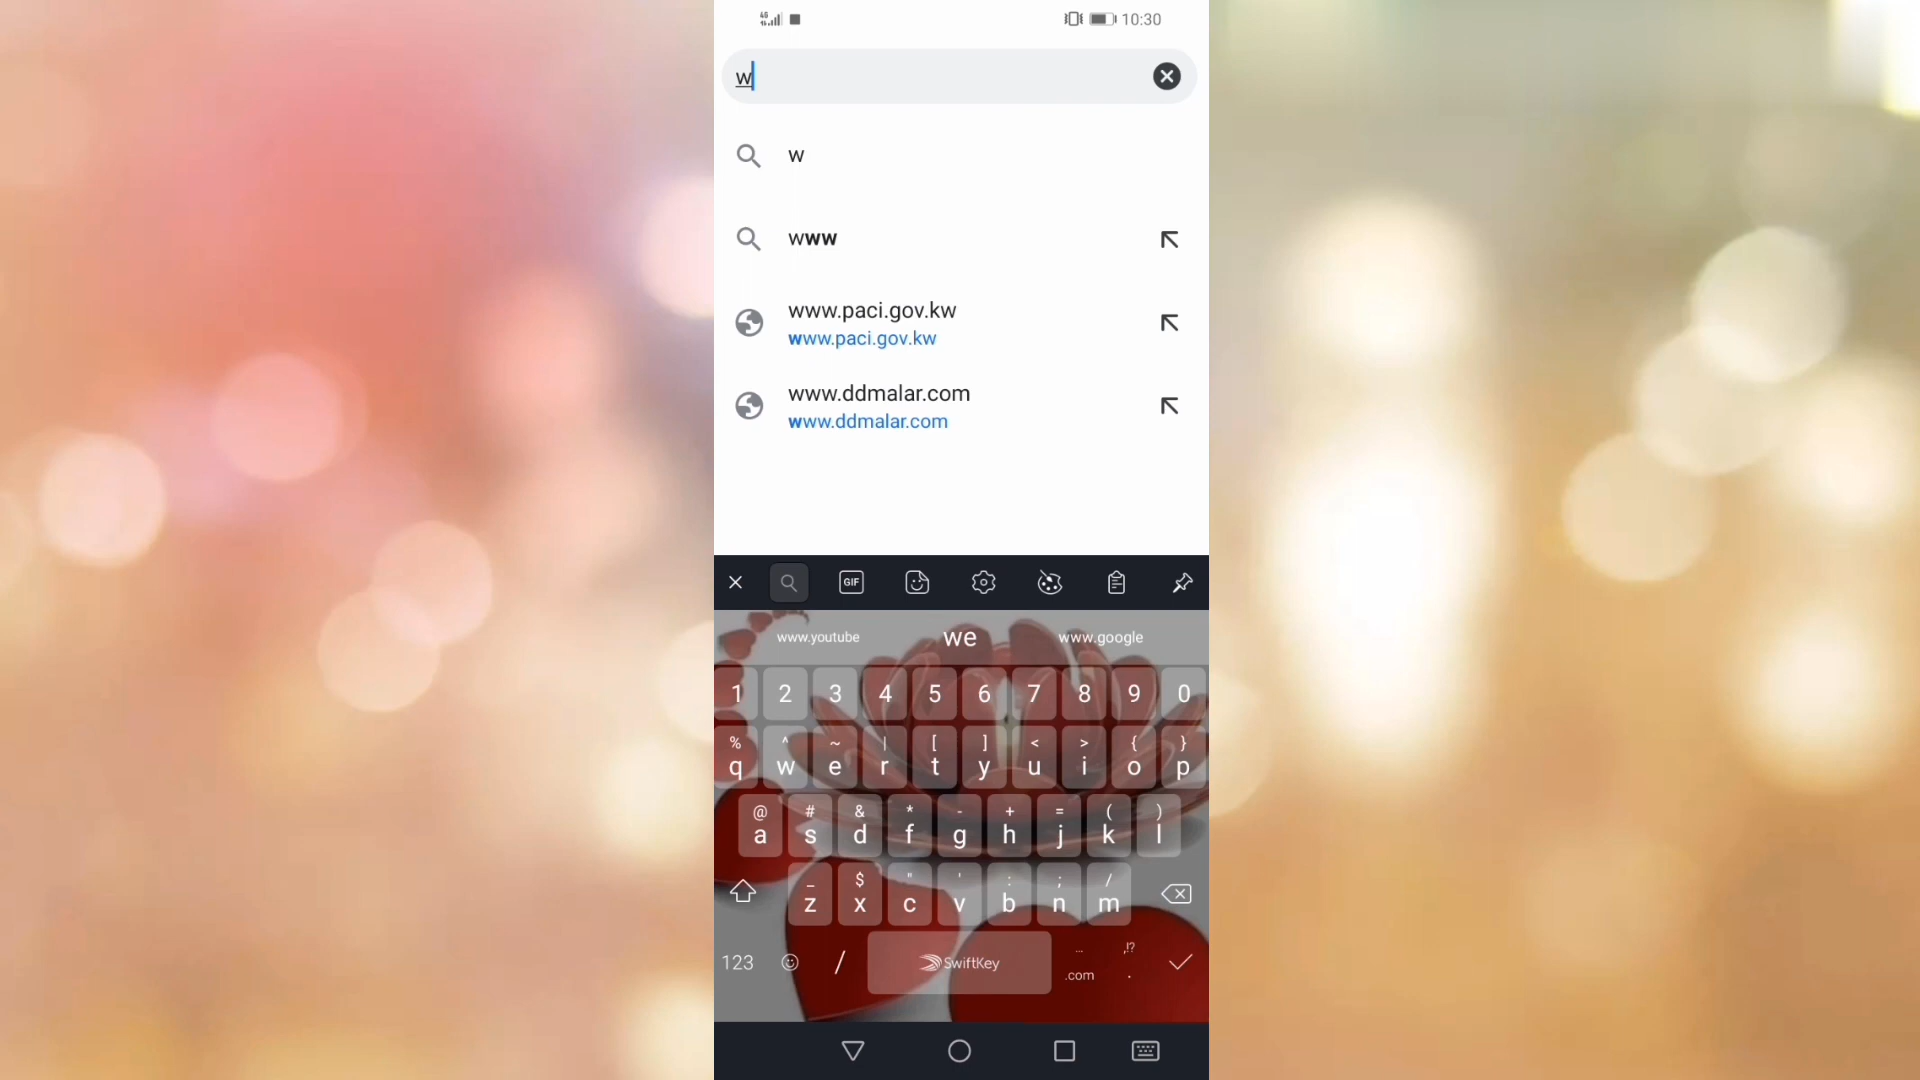 4G
10:30
w
w
www
www.paci.gov.kw
www.paci.gov.kw
www.ddmalar.com
www.ddmalar.com
GIF
www.youtube we www.google
1 2 3 4 5 6 7 8 9 0
% ^ ~ | [ ] < > { }
q w e r t y u i o p
@ # & * - + = ( )
a s d f g h j k l
_ $ " ' : ; /
z x c v b n m
... ,!?
123 / SwiftKey .com .